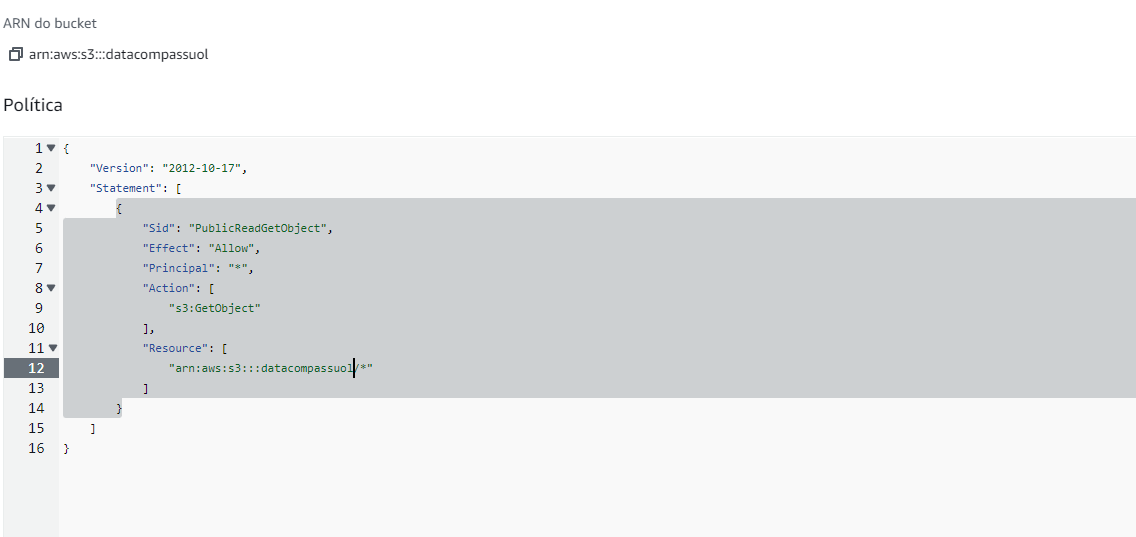 ARN do bucket
arn:aws:s3:::datacompassuol
Política
1 {
2 "Version": "2012-10-17",
3 "Statement": [
4 {
5 "Sid": "PublicReadGetObject",
6 "Effect": "Allow",
7 "Principal": "*",
8 "Action": [
9 "s3:GetObject"
10 ],
11 "Resource": [
12 "arn:aws:s3:::datacompassuol/*"
13 ]
14 }
15 ]
16 }